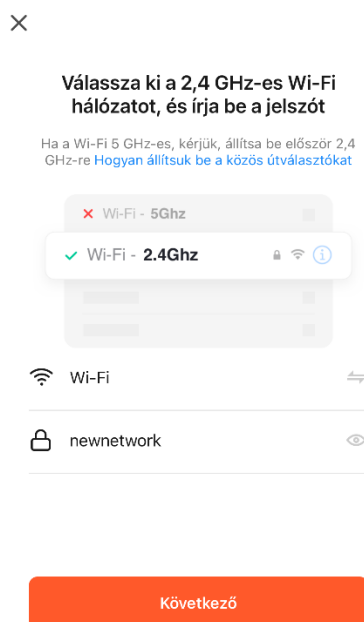 Válassza ki a 2,4 GHz-es Wi-Fi
hálózatot, és írja be a jelszót
Ha a Wi-Fi 5 GHz-es, kérjük, állítsa be először 2,4
GHz-re Hogyan állítsuk be a közös útválasztókat
Wi-Fi - 5Ghz
Wi-Fi - 2.4Ghz
Wi-Fi
newnetwork
Következő